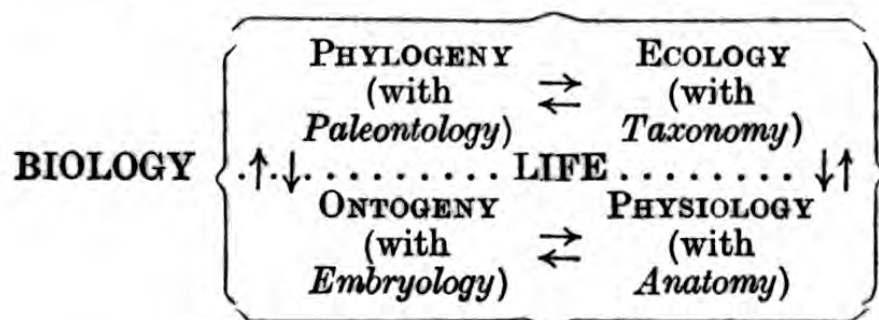 PHYLOGENY ⇄ ECOLOGY
(with (with
Paleontology) Taxonomy)
BIOLOGY .↑.↓......... LIFE ........ ↓↑
ONTOGENY ⇄ PHYSIOLOGY
(with (with
Embryology) Anatomy)